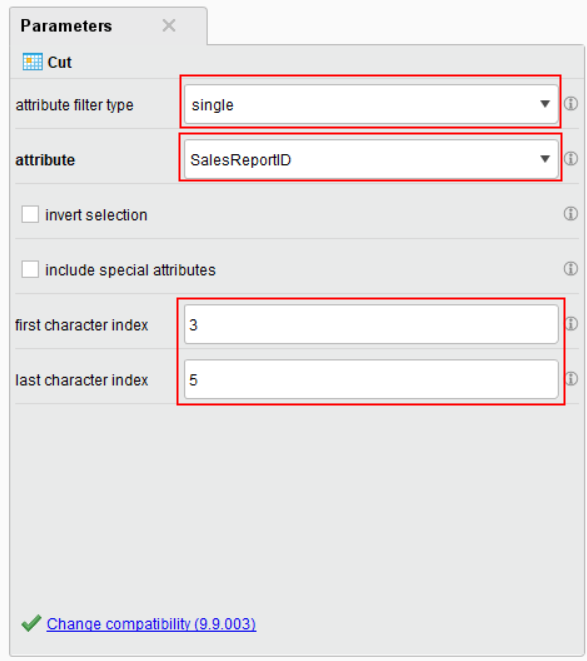 Parameters
Cut
attribute filter type single
attribute SalesReportID
invert selection
include special attributes
first character index 3
last character index 5
Change compatibility (9.9.003)